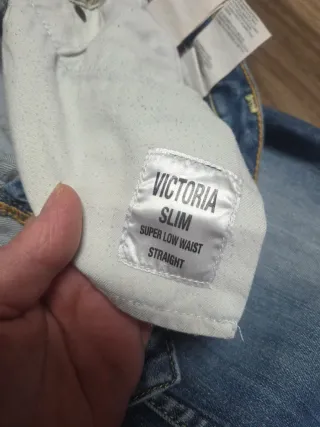 VICTORIA
SLIM
SUPER LOW WAIST
STRAIGHT